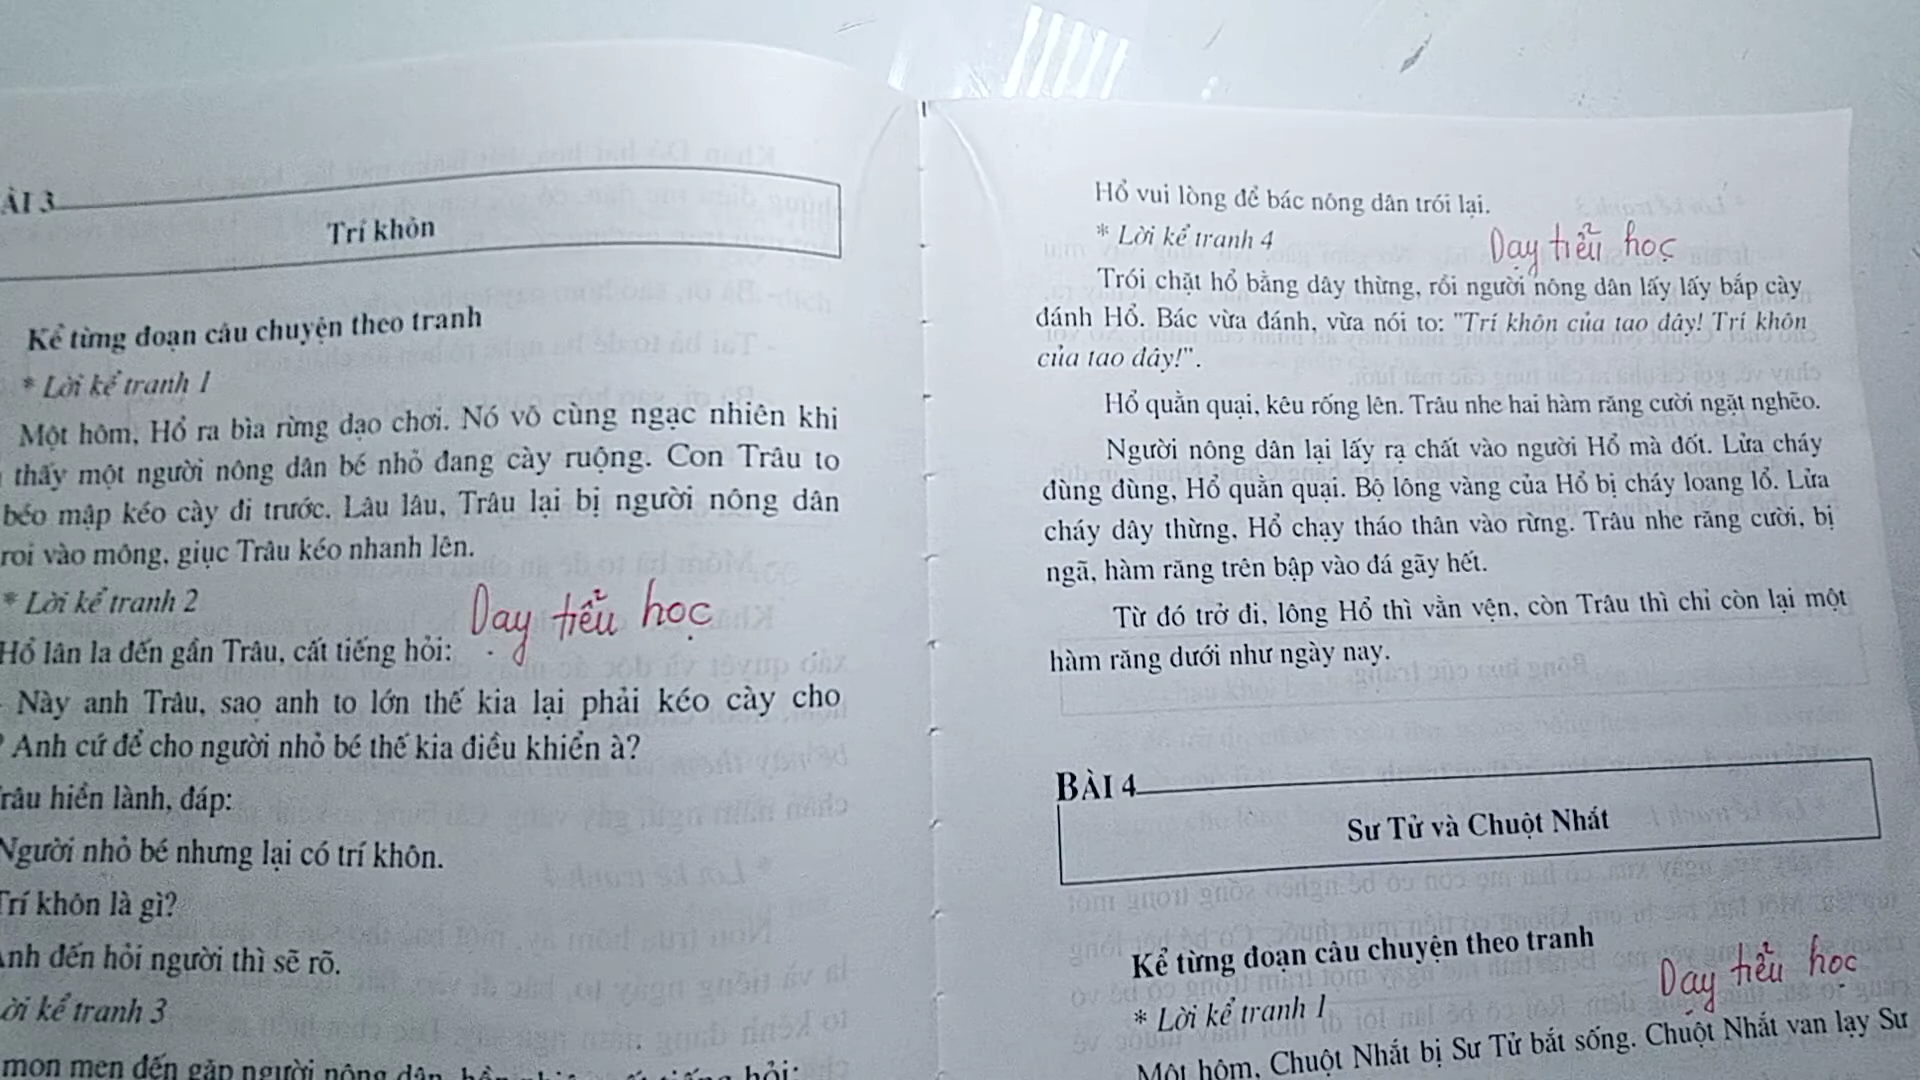 ÀI 3
Trí khôn
Kể từng đoạn câu chuyện theo tranh
* Lời kể tranh 1
Một hôm, Hổ ra bìa rừng dạo chơi. Nó vô cùng ngạc nhiên khi
thấy một người nông dân bé nhỏ đang cày ruộng. Con Trâu to
béo mập kéo cày đi trước. Lâu lâu, Trâu lại bị người nông dân
roi vào mông, giục Trâu kéo nhanh lên.
* Lời kể tranh 2
Dạy tiểu học
Hổ lân la đến gần Trâu, cất tiếng hỏi:
Này anh Trâu, sao anh to lớn thế kia lại phải kéo cày cho
? Anh cứ để cho người nhỏ bé thế kia điều khiển à?
râu hiền lành, đáp:
Người nhỏ bé nhưng lại có trí khôn.
Trí khôn là gì?
Anh đến hỏi người thì sẽ rõ.
ời kể tranh 3
mon men đến gặp người nông dân, hỏi:
Hổ vui lòng để bác nông dân trói lại.
* Lời kể tranh 4
Dạy tiểu học
Trói chặt hổ bằng dây thừng, rồi người nông dân lấy lấy bắp cày
đánh Hổ. Bác vừa đánh, vừa nói to: "Trí khôn của tao đây! Trí khôn
của tao đây!".
Hổ quằn quại, kêu rống lên. Trâu nhe hai hàm răng cười ngặt nghẽo.
Người nông dân lại lấy rạ chất vào người Hổ mà đốt. Lửa cháy
đùng đùng, Hổ quằn quại. Bộ lông vàng của Hổ bị cháy loang lổ. Lửa
cháy dây thừng, Hổ chạy tháo thân vào rừng. Trâu nhe răng cười, bị
ngã, hàm răng trên bập vào đá gãy hết.
Từ đó trở đi, lông Hổ thì vằn vện, còn Trâu thì chỉ còn lại một
hàm răng dưới như ngày nay.
BÀI 4
Sư Tử và Chuột Nhắt
Kể từng đoạn câu chuyện theo tranh
Dạy tiểu học
* Lời kể tranh 1
Một hôm, Chuột Nhắt bị Sư Tử bắt sống. Chuột Nhắt van lạy Sư